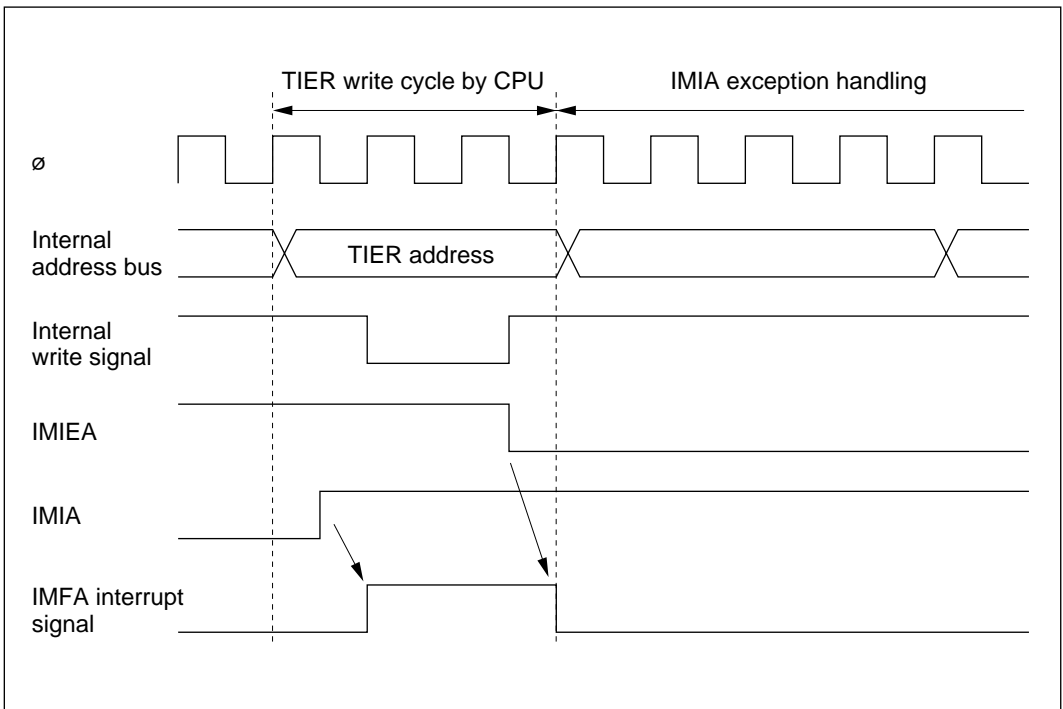 TIER write cycle by CPU
IMIA exception handling
ø
Internal
address bus
TIER address
Internal
write signal
IMIEA
IMIA
IMFA interrupt
signal